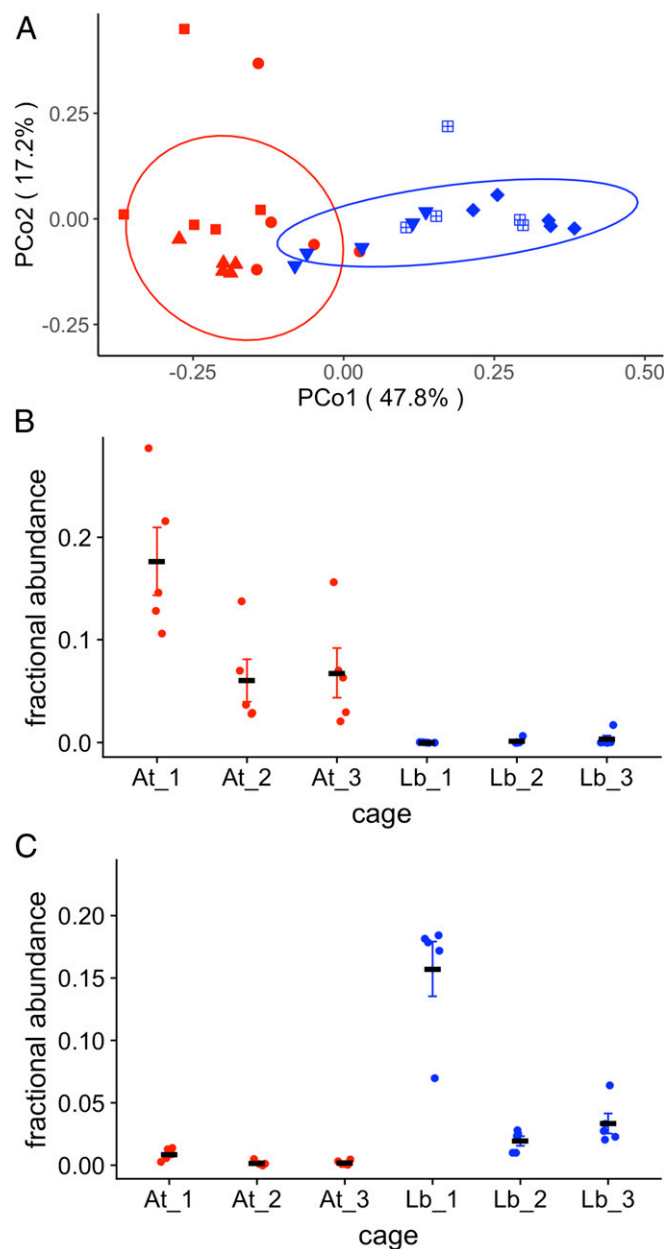 A
PCo2 ( 17.2% )
0.25
0.00
-0.25
-0.25 0.00 0.25 0.50
PCo1 ( 47.8% )
B
fractional abundance
0.2
0.1
0.0
At_1 At_2 At_3 Lb_1 Lb_2 Lb_3
cage
C
fractional abundance
0.20
0.15
0.10
0.05
0.00
At_1 At_2 At_3 Lb_1 Lb_2 Lb_3
cage